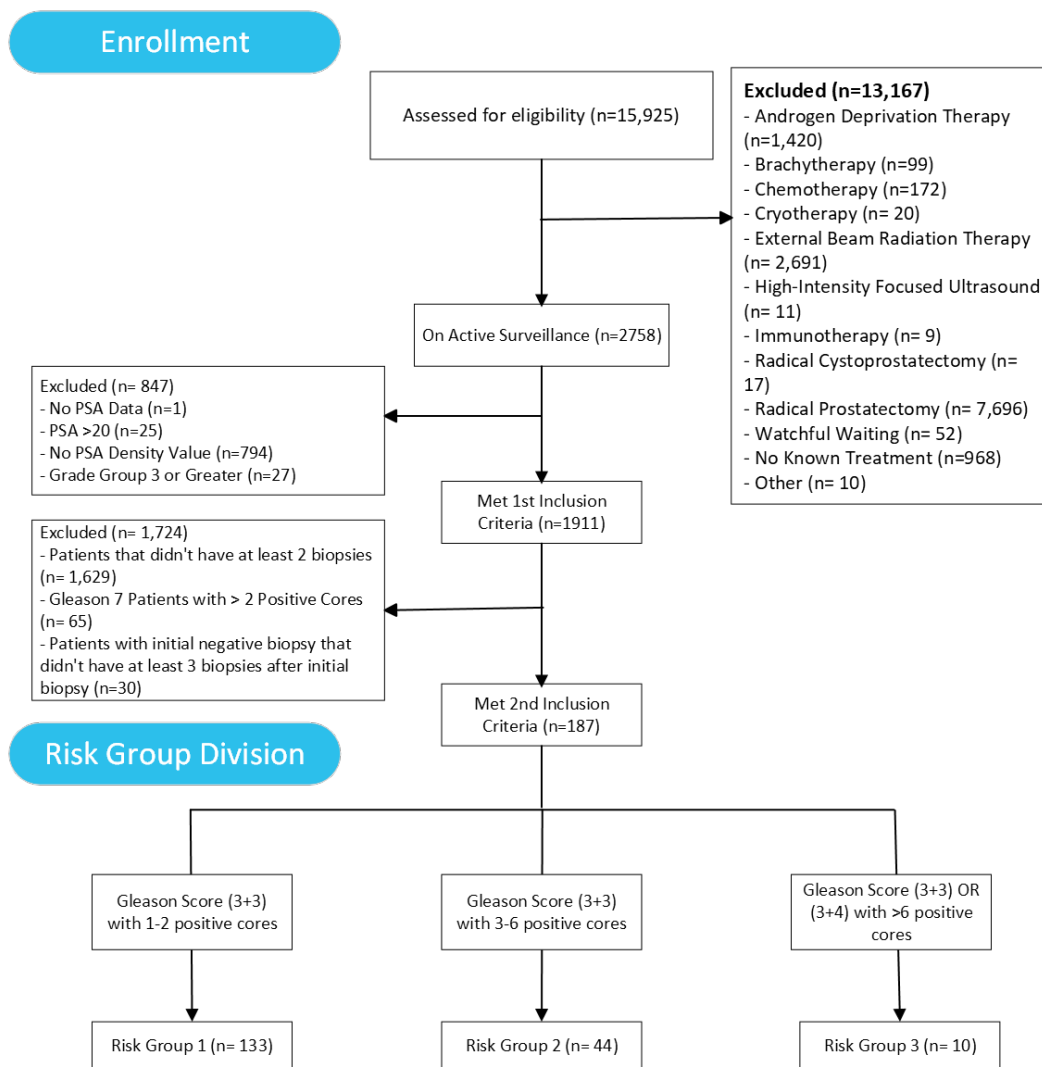 Enrollment
Assessed for eligibility (n=15,925)
Excluded (n=13,167)
- Androgen Deprivation Therapy
(n=1,420)
- Brachytherapy (n=99)
- Chemotherapy (n=172)
- Cryotherapy (n= 20)
- External Beam Radiation Therapy
(n= 2,691)
- High-Intensity Focused Ultrasound
(n= 11)
- Immunotherapy (n= 9)
- Radical Cystoprostatectomy (n=
17)
- Radical Prostatectomy (n= 7,696)
- Watchful Waiting (n= 52)
- No Known Treatment (n=968)
- Other (n= 10)
On Active Surveillance (n=2758)
Excluded (n= 847)
- No PSA Data (n=1)
- PSA >20 (n=25)
- No PSA Density Value (n=794)
- Grade Group 3 or Greater (n=27)
Met 1st Inclusion
Criteria (n=1911)
Excluded (n= 1,724)
- Patients that didn't have at least 2 biopsies
(n= 1,629)
- Gleason 7 Patients with > 2 Positive Cores
(n= 65)
- Patients with initial negative biopsy that
didn't have at least 3 biopsies after initial
biopsy (n=30)
Met 2nd Inclusion
Criteria (n=187)
Risk Group Division
Gleason Score (3+3)
with 1-2 positive cores
Gleason Score (3+3)
with 3-6 positive cores
Gleason Score (3+3) OR
(3+4) with >6 positive
cores
Risk Group 1 (n= 133)
Risk Group 2 (n= 44)
Risk Group 3 (n= 10)